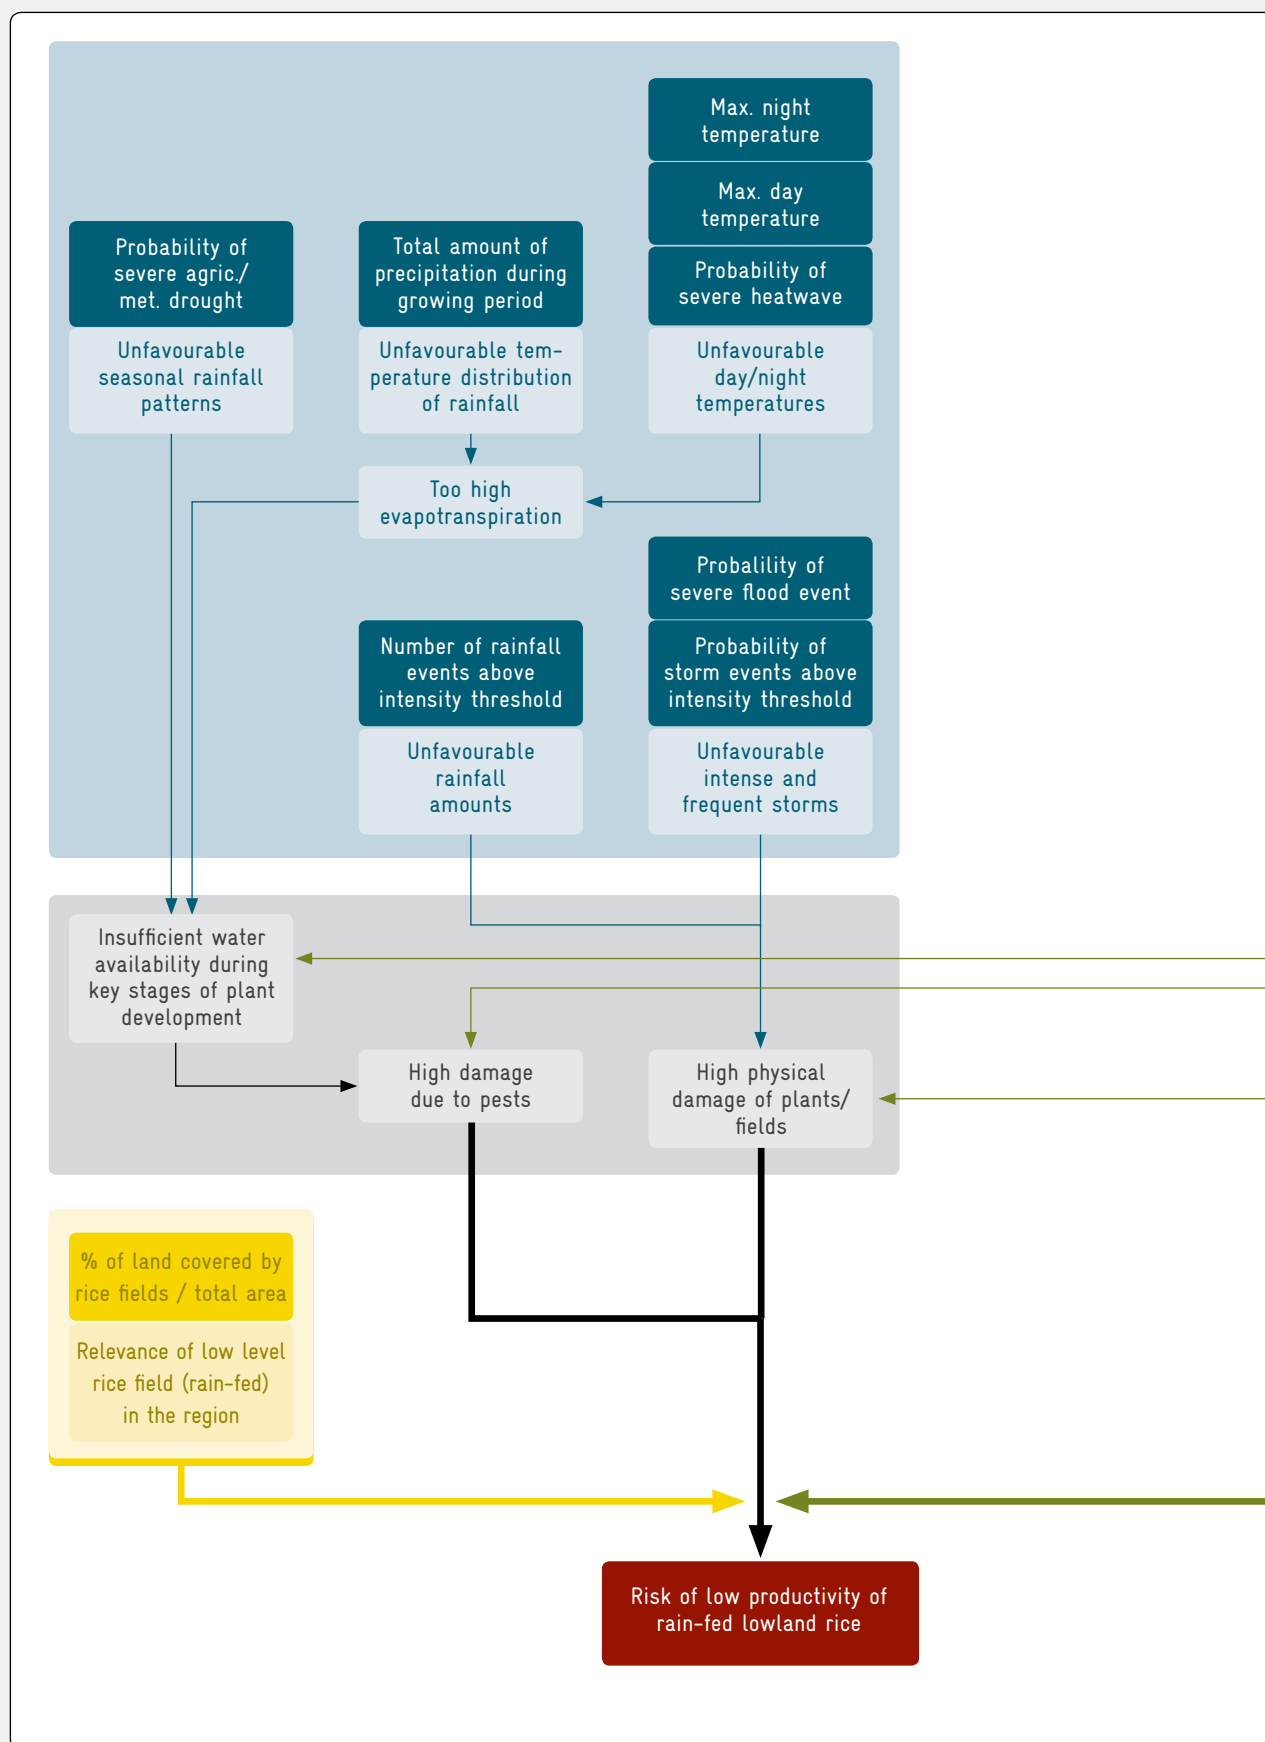 Max. night
temperature
Max. day
temperature
Probability of
severe heatwave
Unfavourable
day/night
temperatures
Probability of
severe agric./
met. drought
Unfavourable
seasonal rainfall
patterns
Total amount of
precipitation during
growing period
Unfavourable tem-
perature distribution
of rainfall
Too high
evapotranspiration
Probalility of
severe flood event
Probability of
storm events above
intensity threshold
Unfavourable
intense and
frequent storms
Number of rainfall
events above
intensity threshold
Unfavourable
rainfall
amounts
Insufficient water
availability during
key stages of plant
development
High damage
due to pests
High physical
damage of plants/
fields
% of land covered by
rice fields / total area
Relevance of low level
rice field (rain-fed)
in the region
Risk of low productivity of
rain-fed lowland rice